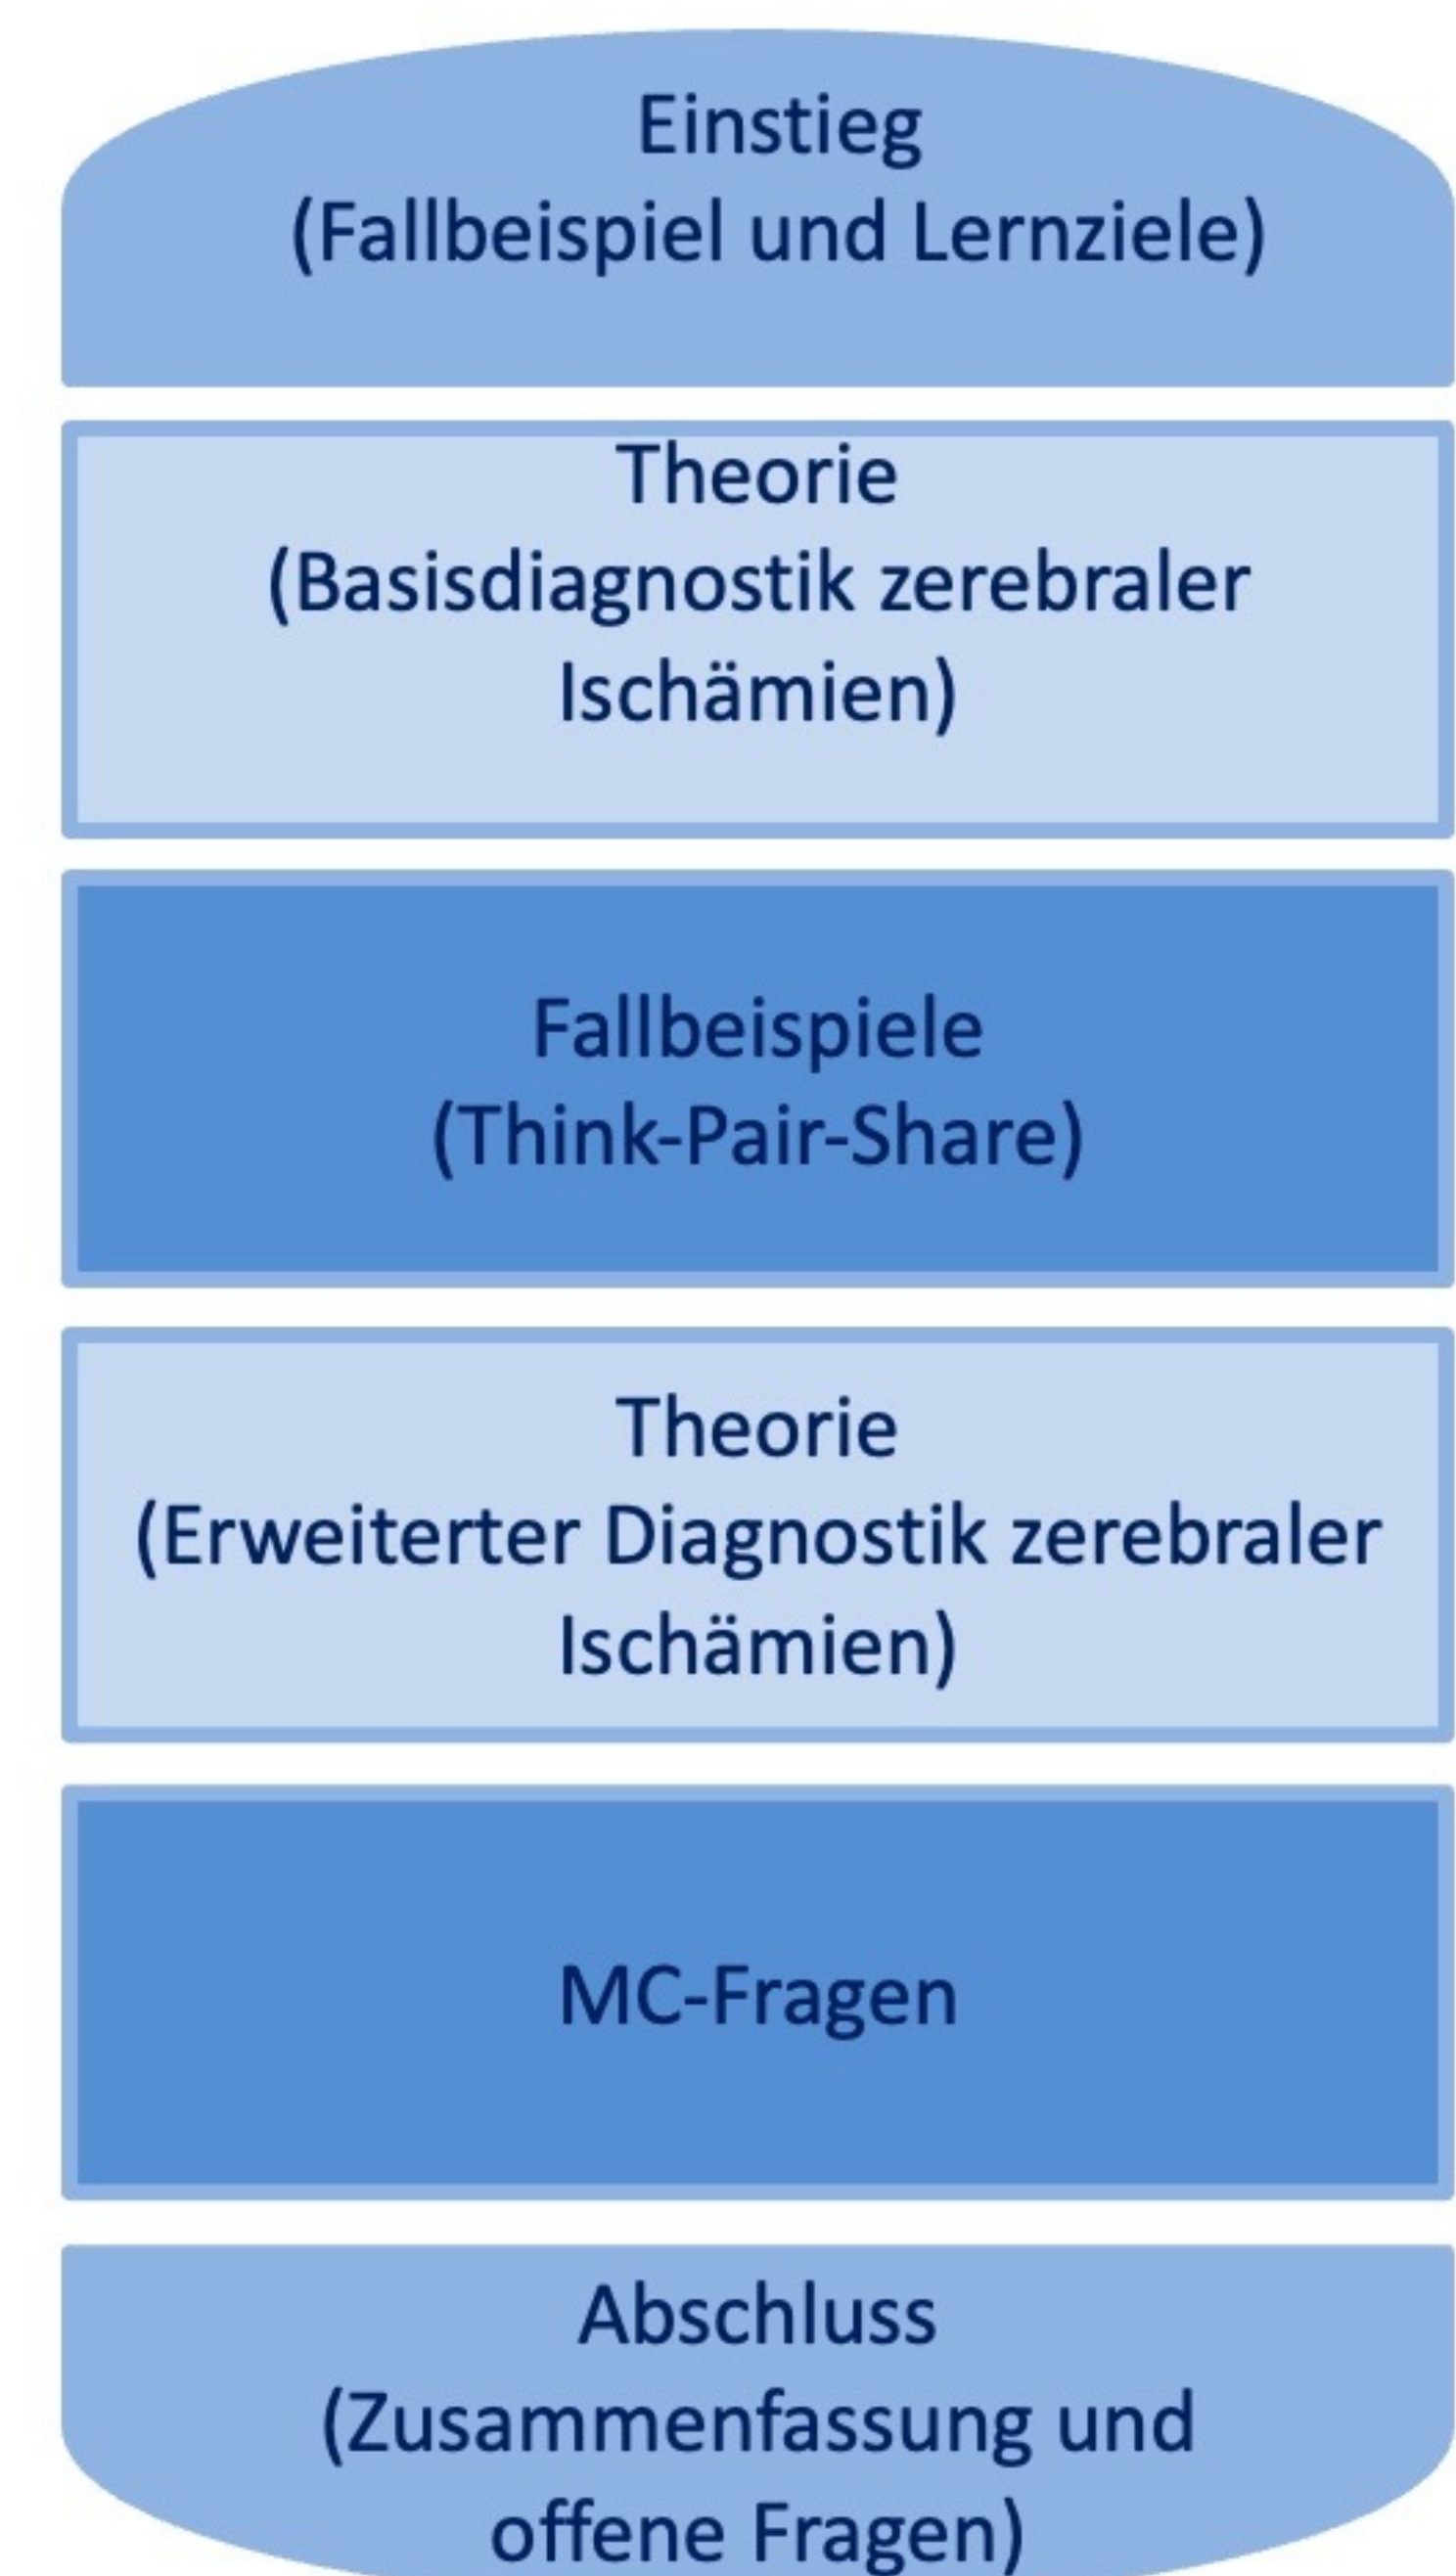 Einstieg
(Fallbeispiel und Lernziele)
Theorie
(Basisdiagnostik zerebraler
Ischämien)
Fallbeispiele
(Think-Pair-Share)
Theorie
(Erweiterter Diagnostik zerebraler
Ischämien)
MC-Fragen
Abschluss
(Zusammenfassung und
offene Fragen)